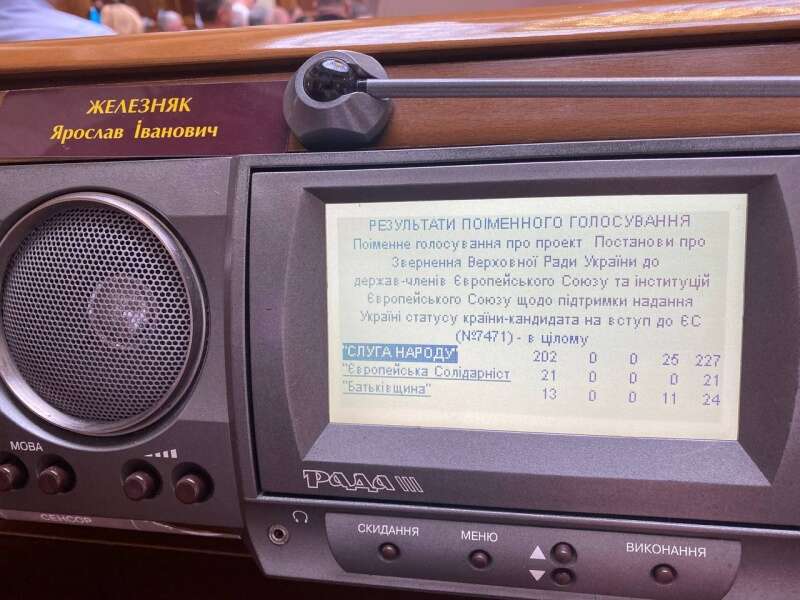 ЖЕЛЕЗНЯК
Ярослав Іванович
РЕЗУЛЬТАТИ ПОІМЕННОГО ГОЛОСУВАННЯ
Поіменне голосування про проект Постанови про
Звернення Верховної Ради України до
держав-членів Європейського Союзу та інституцій
Європейського Союзу щодо підтримки надання
Україні статусу країни-кандидата на вступ до ЄС
(№7471) - в цілому
"СЛУГА НАРОДУ" 202 0 0 25 227
"Європейська Солідарніст 21 0 0 0 21
"Батьківщина" 13 0 0 11 24
МОВА
РАДА III
СЕНСОР
СКИДАННЯ
МЕНЮ
ВИКОНАННЯ